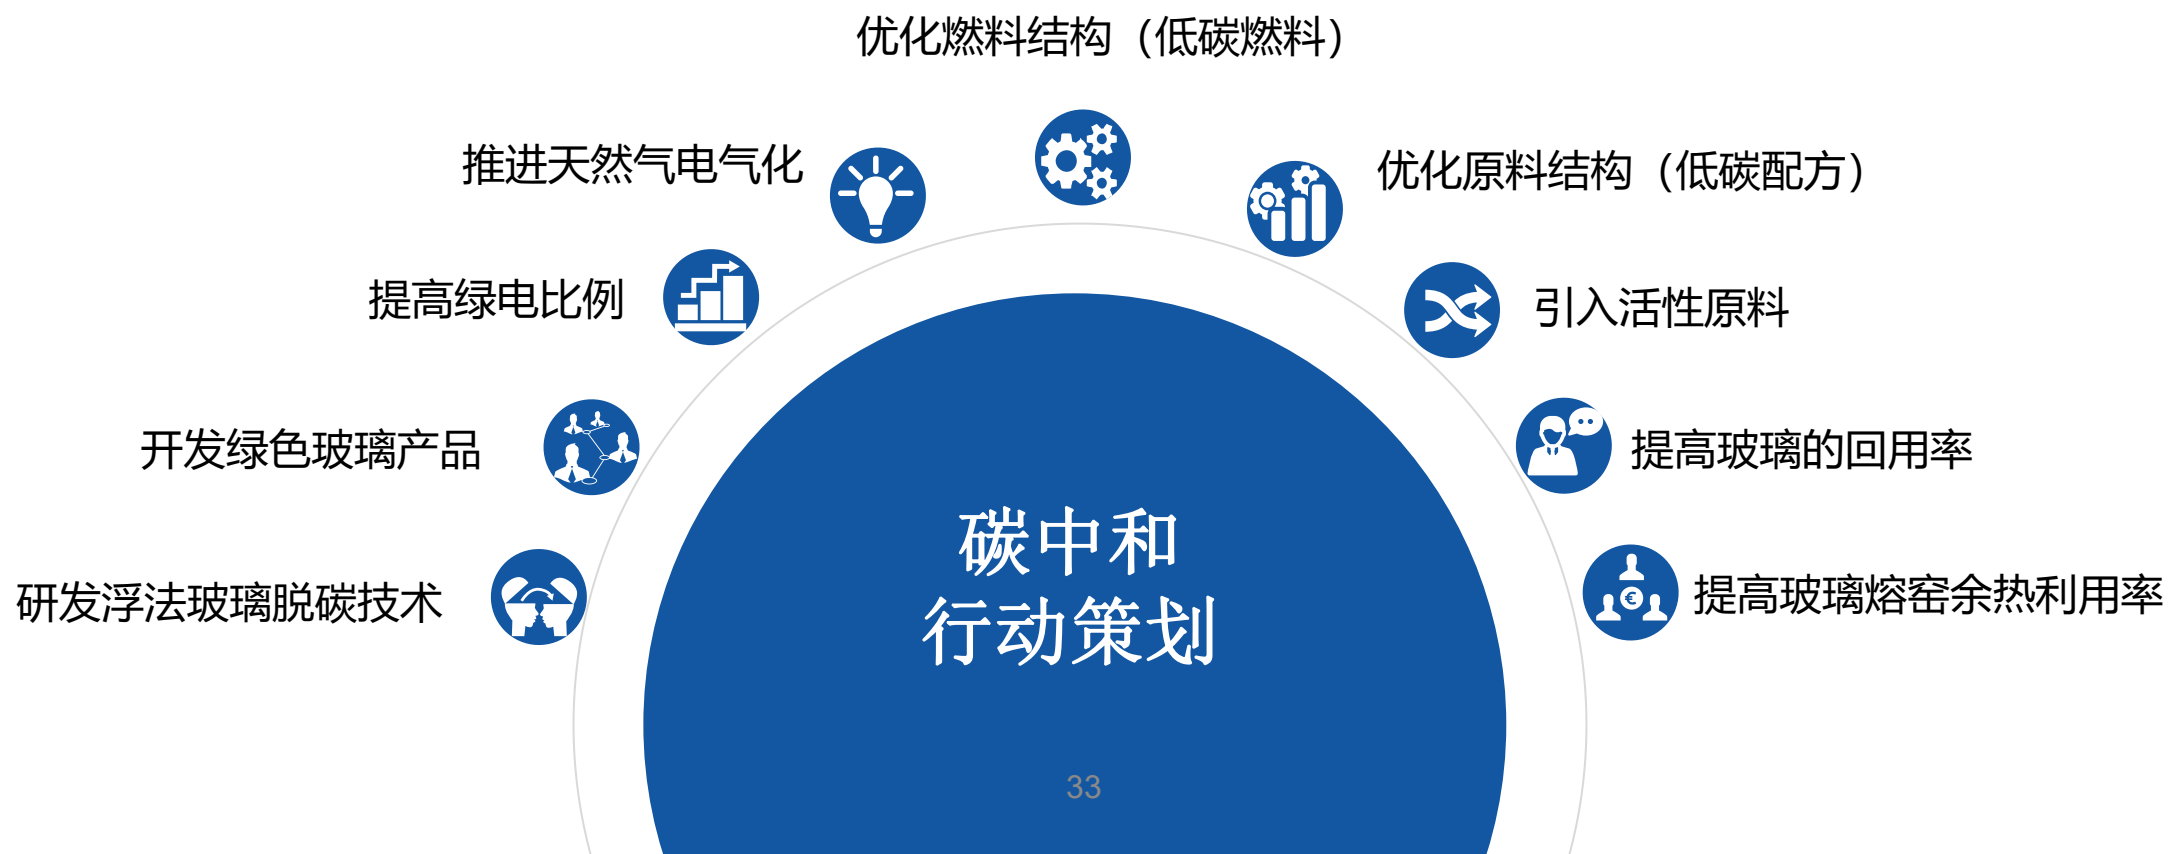 优化燃料结构（低碳燃料）
推进天然气电气化
优化原料结构（低碳配方）
提高绿电比例
引入活性原料
开发绿色玻璃产品
提高玻璃的回用率
研发浮法玻璃脱碳技术
提高玻璃熔窑余热利用率
碳中和
行动策划
€
33